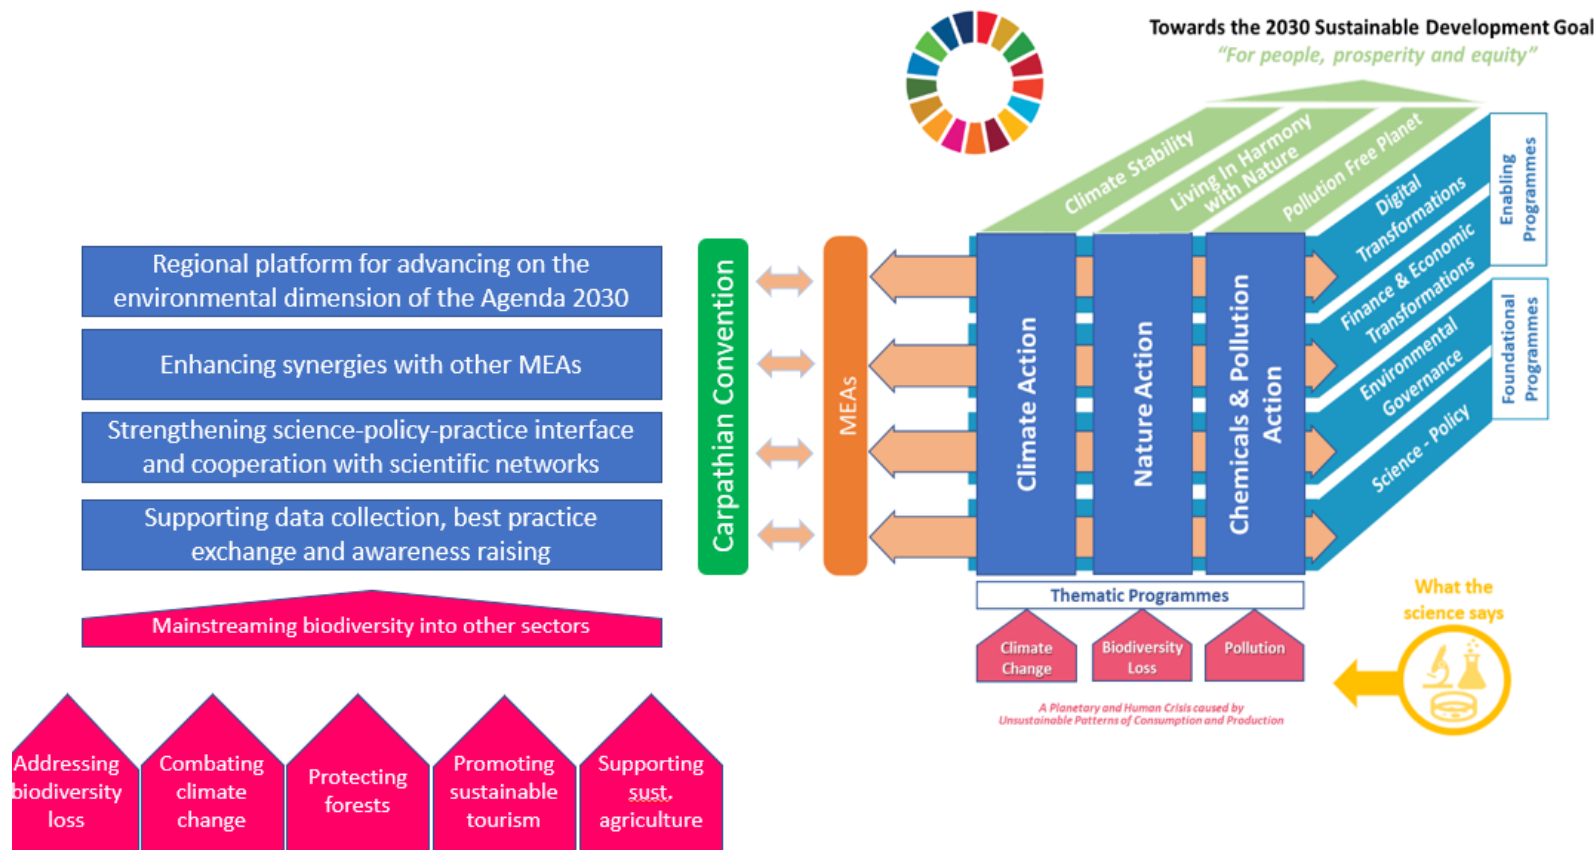 Towards the 2030 Sustainable Development Goal
“For people, prosperity and equity”
Climate Stability
Living In Harmony
with Nature
Pollution Free Planet
Digital
Transformations
Finance & Economic
Transformations
Environmental
Governance
Science - Policy
Enabling
Programmes
Foundational
Programmes
Regional platform for advancing on the
environmental dimension of the Agenda 2030
Enhancing synergies with other MEAs
Strengthening science-policy-practice interface
and cooperation with scientific networks
Supporting data collection, best practice
exchange and awareness raising
Carpathian Convention
MEAs
Climate Action
Nature Action
Chemicals & Pollution
Action
Thematic Programmes
Climate
Change
Biodiversity
Loss
Pollution
A Planetary and Human Crisis caused by
Unsustainable Patterns of Consumption and Production
What the
science says
Mainstreaming biodiversity into other sectors
Addressing
biodiversity
loss
Combating
climate
change
Protecting
forests
Promoting
sustainable
tourism
Supporting
sust.
agriculture